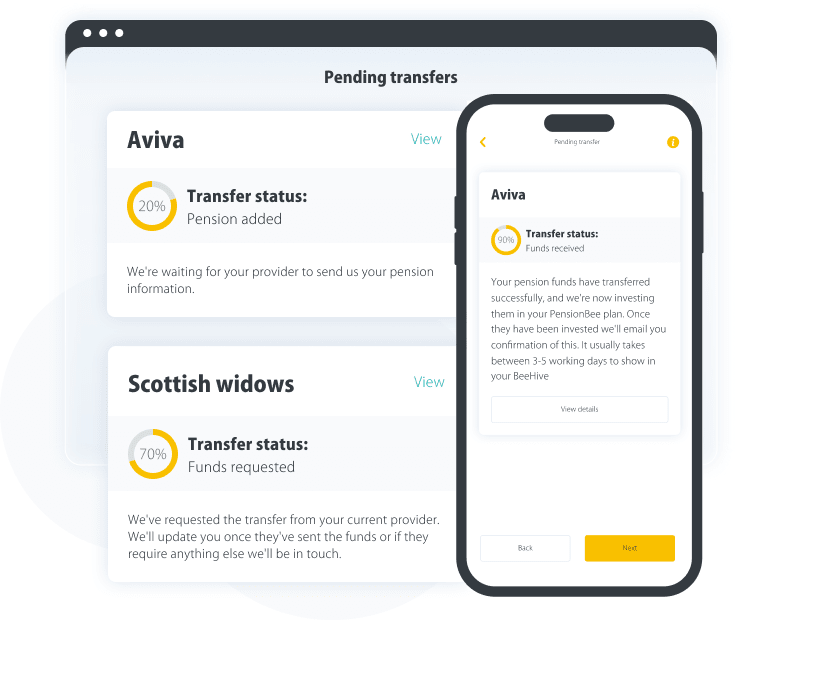 Pending transfers
Aviva
View
20%
Transfer status:
Pension added
We're waiting for your provider to send us your pension
information.
Scottish widows
View
70%
Transfer status:
Funds requested
We've requested the transfer from your current provider.
We'll update you once they've sent the funds or if they
require anything else we'll be in touch.
Pending transfer
i
Aviva
90%
Transfer status:
Funds received
Your pension funds have transferred
successfully, and we're now investing
them in your PensionBee plan. Once
they have been invested we'll email you
confirmation of this. It usually takes
between 3-5 working days to show in
your BeeHive
View details
Back
Next